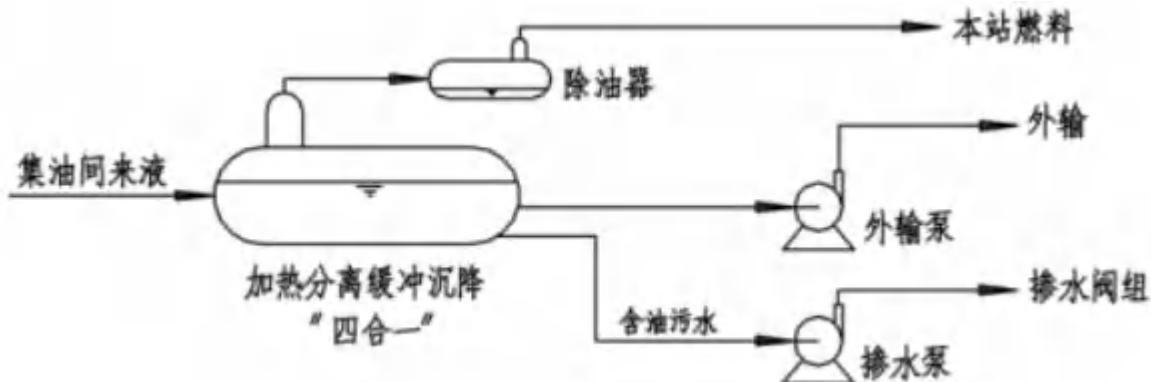 本站燃料
除油器
外输
集油间来液
外输泵
加热分离缓冲沉降
"四合一"
含油污水
掺水阀组
掺水泵